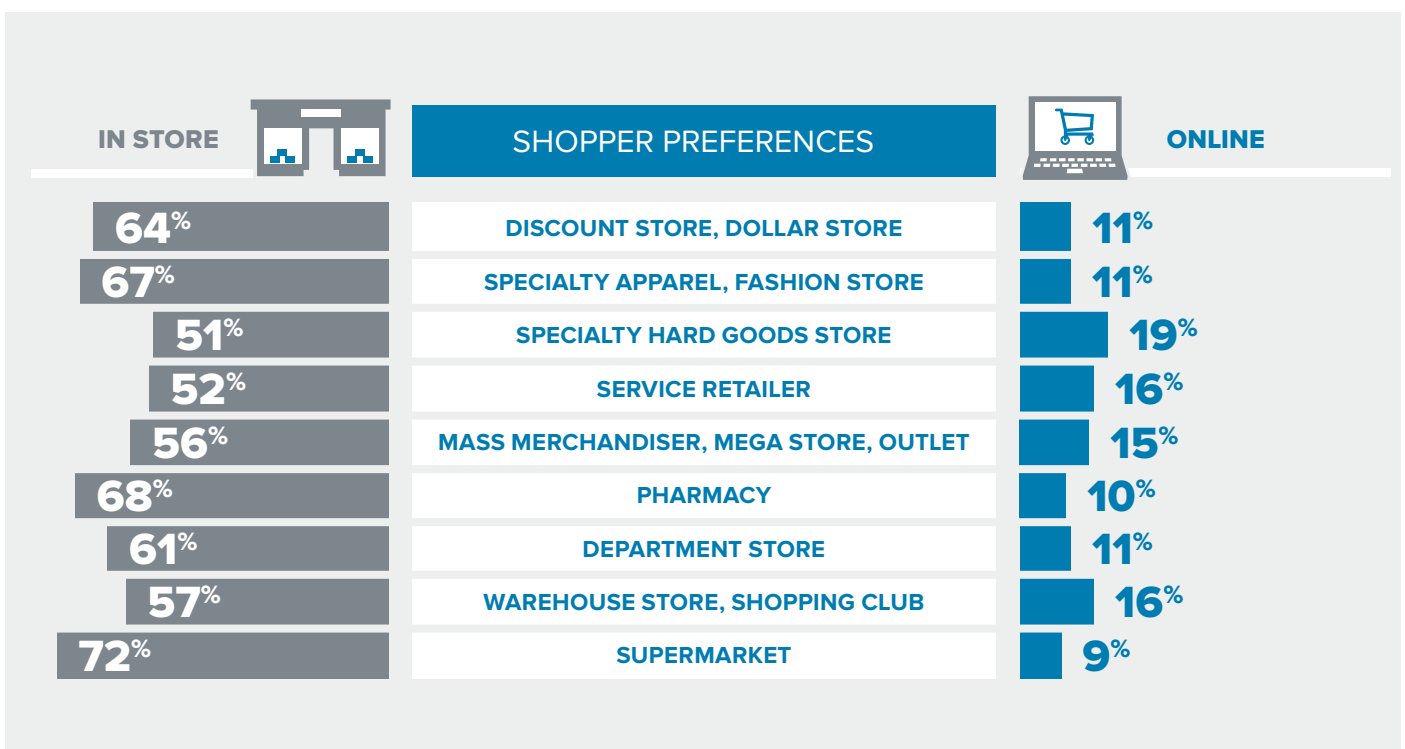 IN STORE
SHOPPER PREFERENCES
ONLINE
64% DISCOUNT STORE, DOLLAR STORE 11%
67% SPECIALTY APPAREL, FASHION STORE 11%
51% SPECIALTY HARD GOODS STORE 19%
52% SERVICE RETAILER 16%
56% MASS MERCHANDISER, MEGA STORE, OUTLET 15%
68% PHARMACY 10%
61% DEPARTMENT STORE 11%
57% WAREHOUSE STORE, SHOPPING CLUB 16%
72% SUPERMARKET 9%